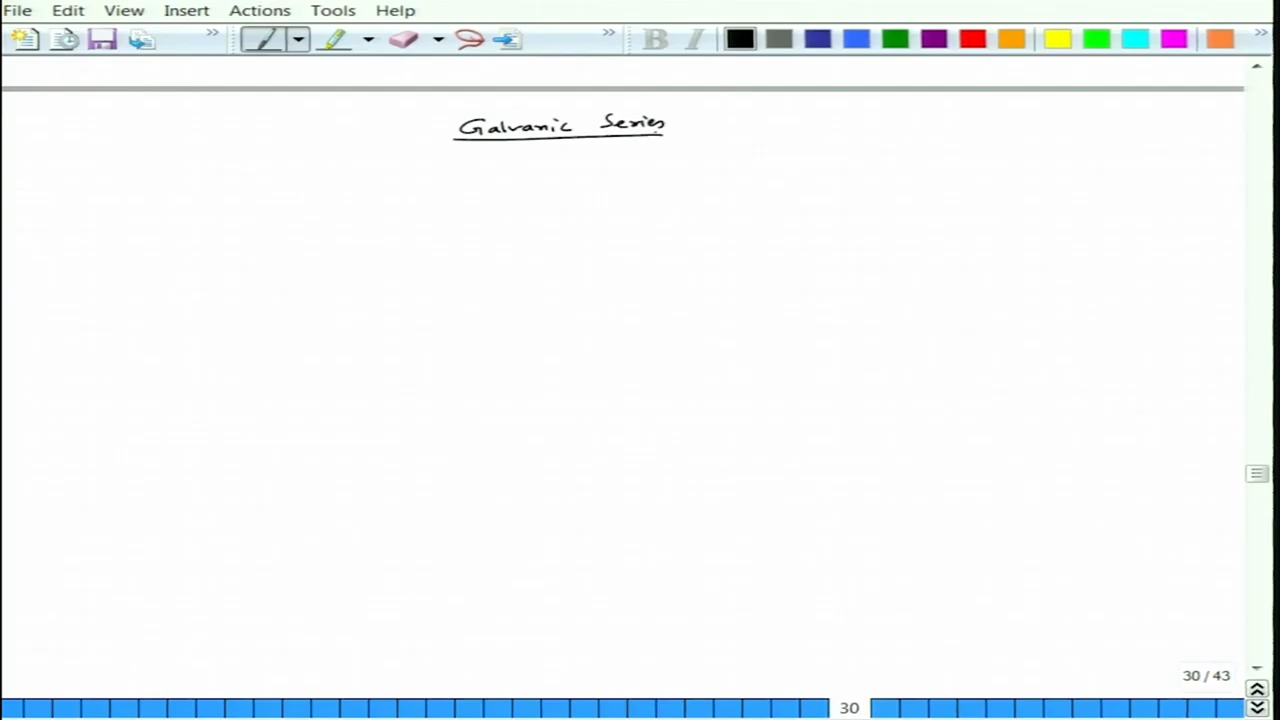 File Edit View Insert Actions Tools Help
B I
Galvanic Series
30 / 43
30